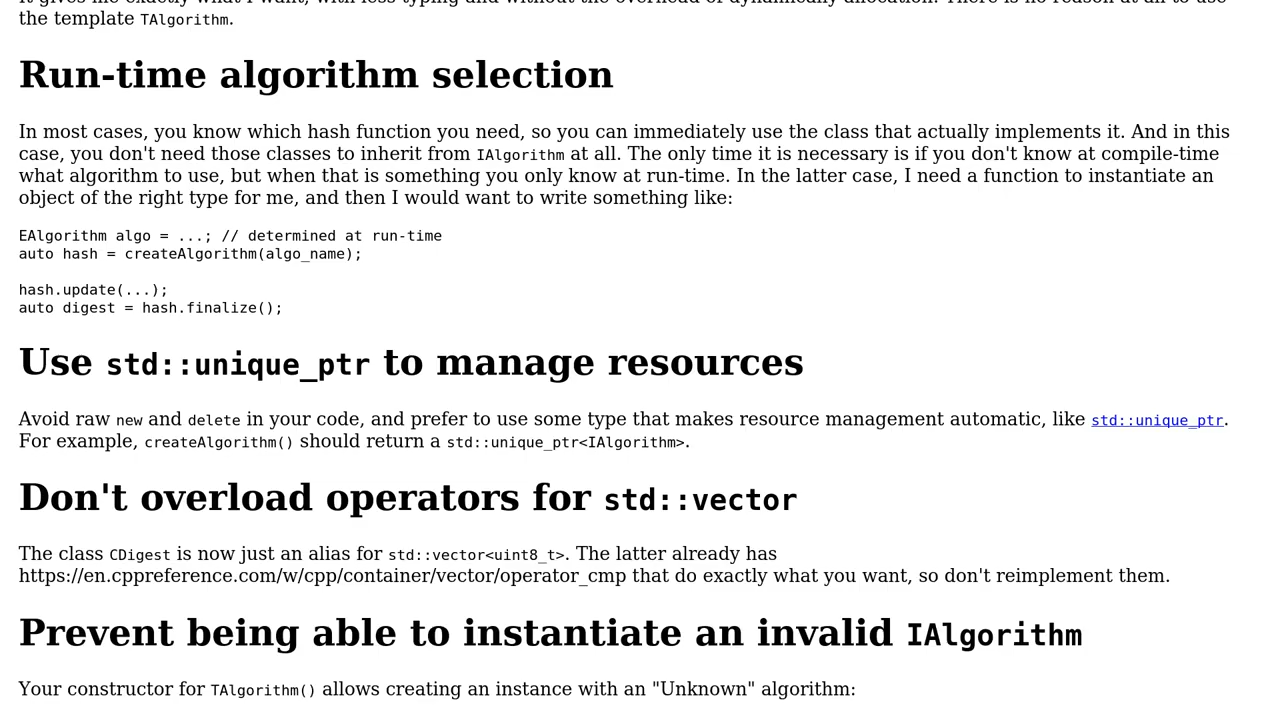 the template TAlgorithm.
Run-time algorithm selection
In most cases, you know which hash function you need, so you can immediately use the class that actually implements it. And in this
case, you don't need those classes to inherit from IAlgorithm at all. The only time it is necessary is if you don't know at compile-time
what algorithm to use, but when that is something you only know at run-time. In the latter case, I need a function to instantiate an
object of the right type for me, and then I would want to write something like:
EAlgorithm algo = ...; // determined at run-time
auto hash = createAlgorithm(algo_name);
hash.update(...);
auto digest = hash.finalize();
Use std::unique_ptr to manage resources
Avoid raw new and delete in your code, and prefer to use some type that makes resource management automatic, like std::unique_ptr.
For example, createAlgorithm() should return a std::unique_ptr<IAlgorithm>.
Don't overload operators for std::vector
The class CDigest is now just an alias for std::vector<uint8_t>. The latter already has
https://en.cppreference.com/w/cpp/container/vector/operator_cmp that do exactly what you want, so don't reimplement them.
Prevent being able to instantiate an invalid IAlgorithm
Your constructor for TAlgorithm() allows creating an instance with an "Unknown" algorithm: